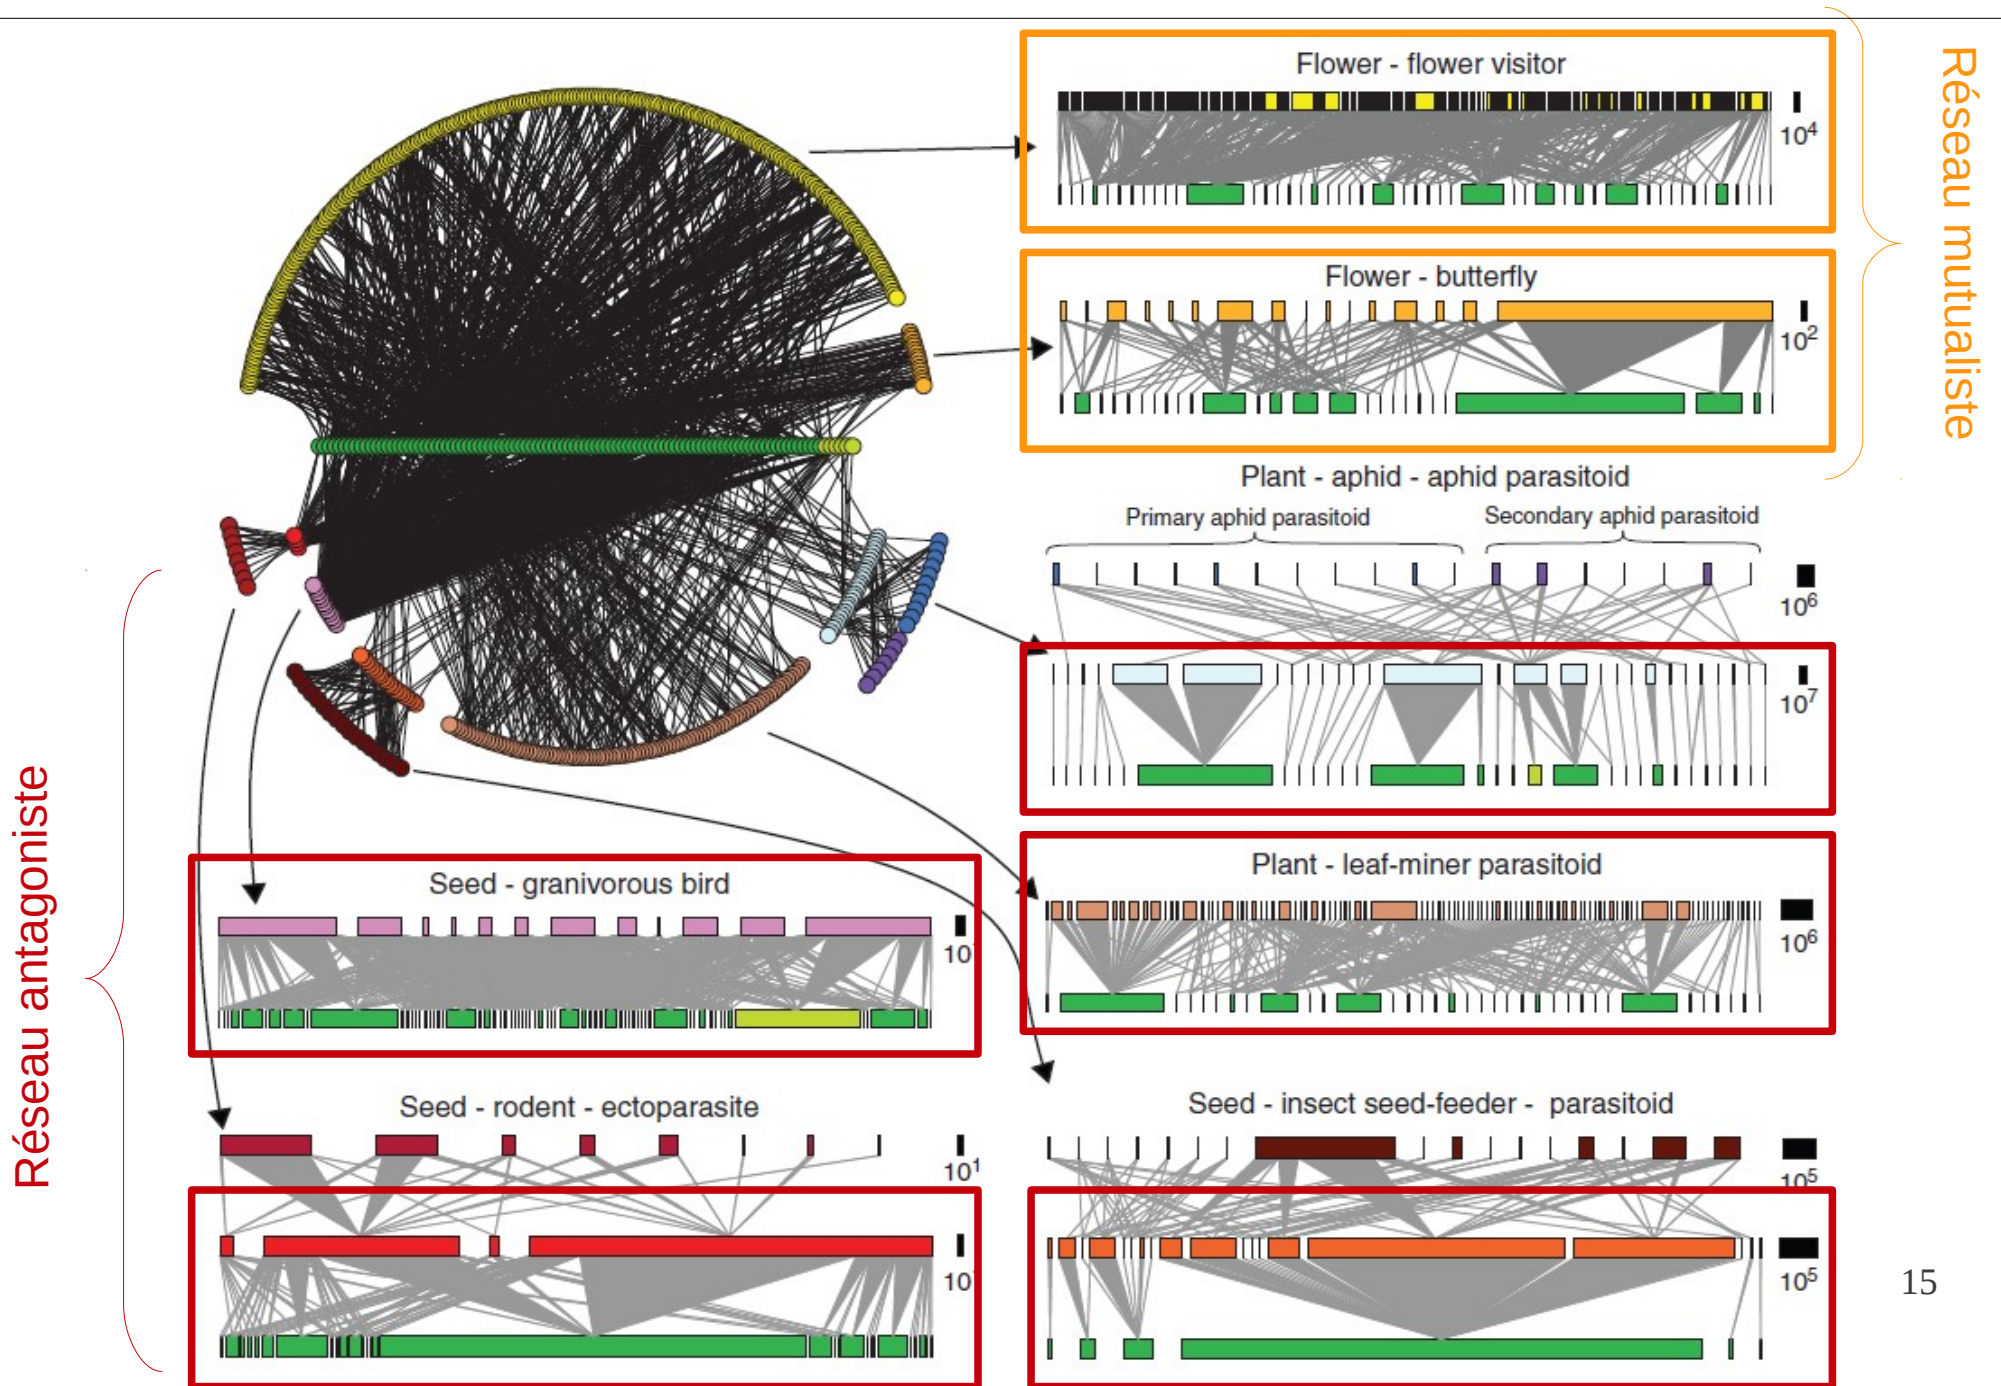 Flower - flower visitor
10⁴
Flower - butterfly
10²
Réseau mutualiste
Plant - aphid - aphid parasitoid
Primary aphid parasitoid
Secondary aphid parasitoid
10⁶
10⁷
Réseau antagoniste
Seed - granivorous bird
10
Plant - leaf-miner parasitoid
10⁶
Seed - rodent - ectoparasite
10¹
10
Seed - insect seed-feeder - parasitoid
10⁵
10⁵
15